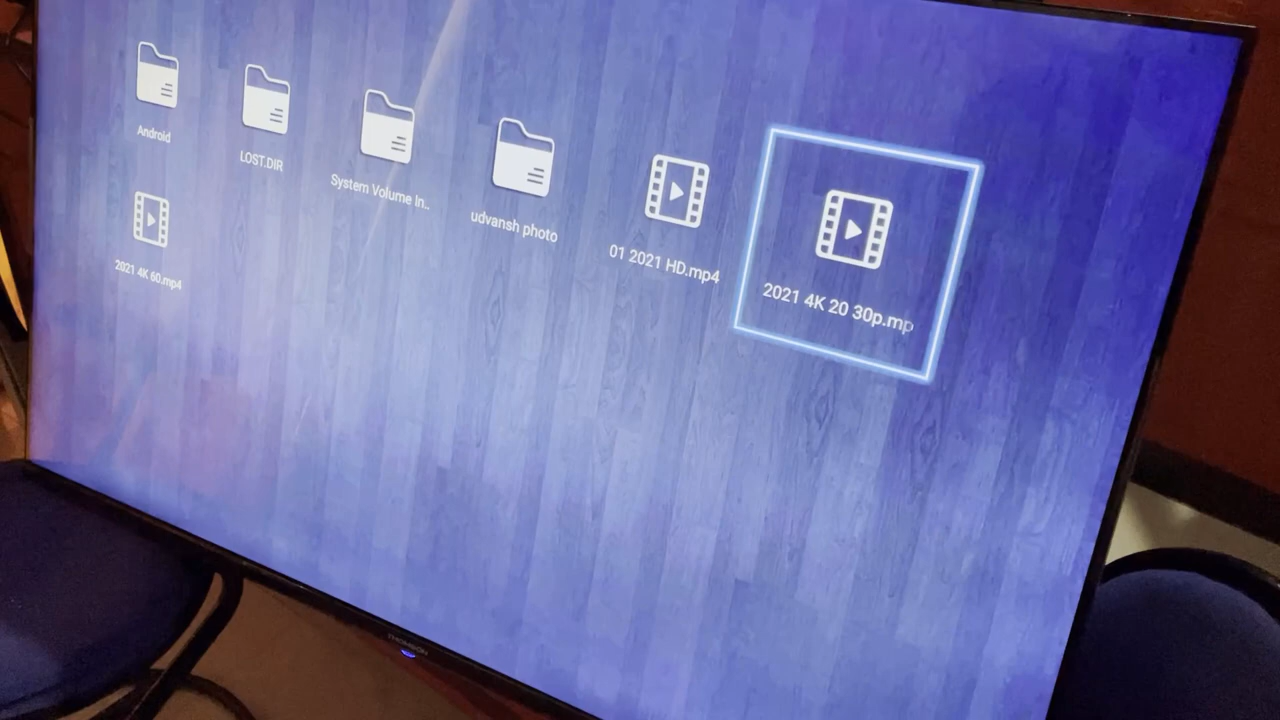 Android
LOST.DIR
System Volume In..
udvansh photo
01 2021 HD.mp4
2021 4K 20 30p.mp
2021 4K 60.mp4
THOMSON